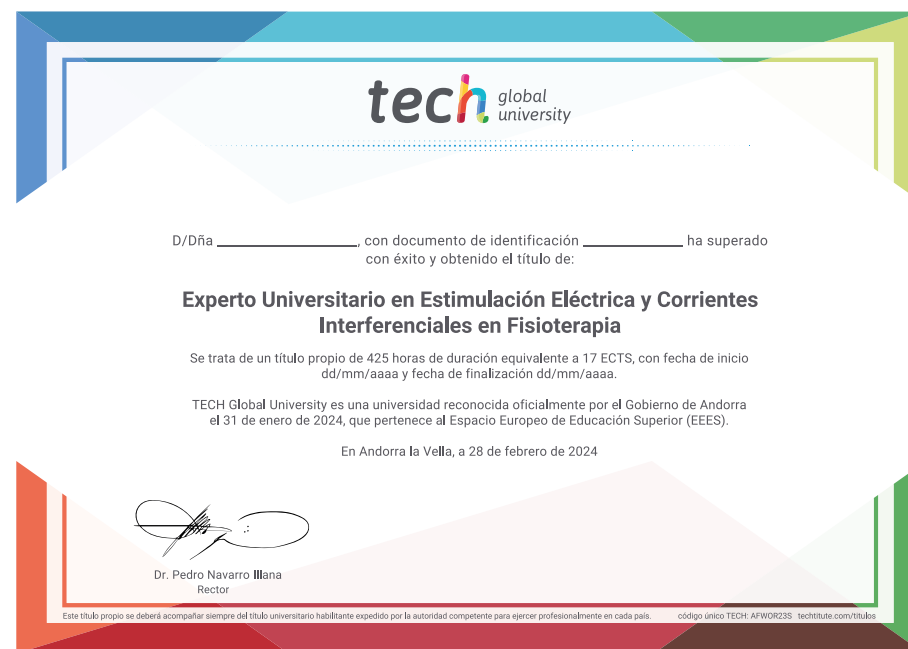 tech global university
D/Dña ____________, con documento de identificación ____________ ha superado
con éxito y obtenido el título de:
Experto Universitario en Estimulación Eléctrica y Corrientes
Interferenciales en Fisioterapia
Se trata de un título propio de 425 horas de duración equivalente a 17 ECTS, con fecha de inicio
dd/mm/aaaa y fecha de finalización dd/mm/aaaa.
TECH Global University es una universidad reconocida oficialmente por el Gobierno de Andorra
el 31 de enero de 2024, que pertenece al Espacio Europeo de Educación Superior (EEES).
En Andorra la Vella, a 28 de febrero de 2024
Dr. Pedro Navarro Illana
Rector
Este título propio se deberá acompañar siempre del título universitario habilitante expedido por la autoridad competente para ejercer profesionalmente en cada país. código único TECH: AFWOR23S techtitute.com/titulos